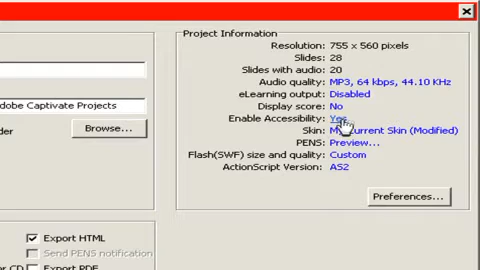 Project Information
Resolution: 755 x 560 pixels
Slides: 28
Slides with audio: 20
Audio quality: MP3, 64 kbps, 44.10 KHz
eLearning output: Disabled
Display score: No
Enable Accessibility: Yes
Skin: My Current Skin (Modified)
PENS: Preview...
Flash(SWF) size and quality: Custom
ActionScript Version: AS2
Preferences...
dobe Captivate Projects
der
Browse...
Export HTML
Send PENS notification
or CD
Export PDF